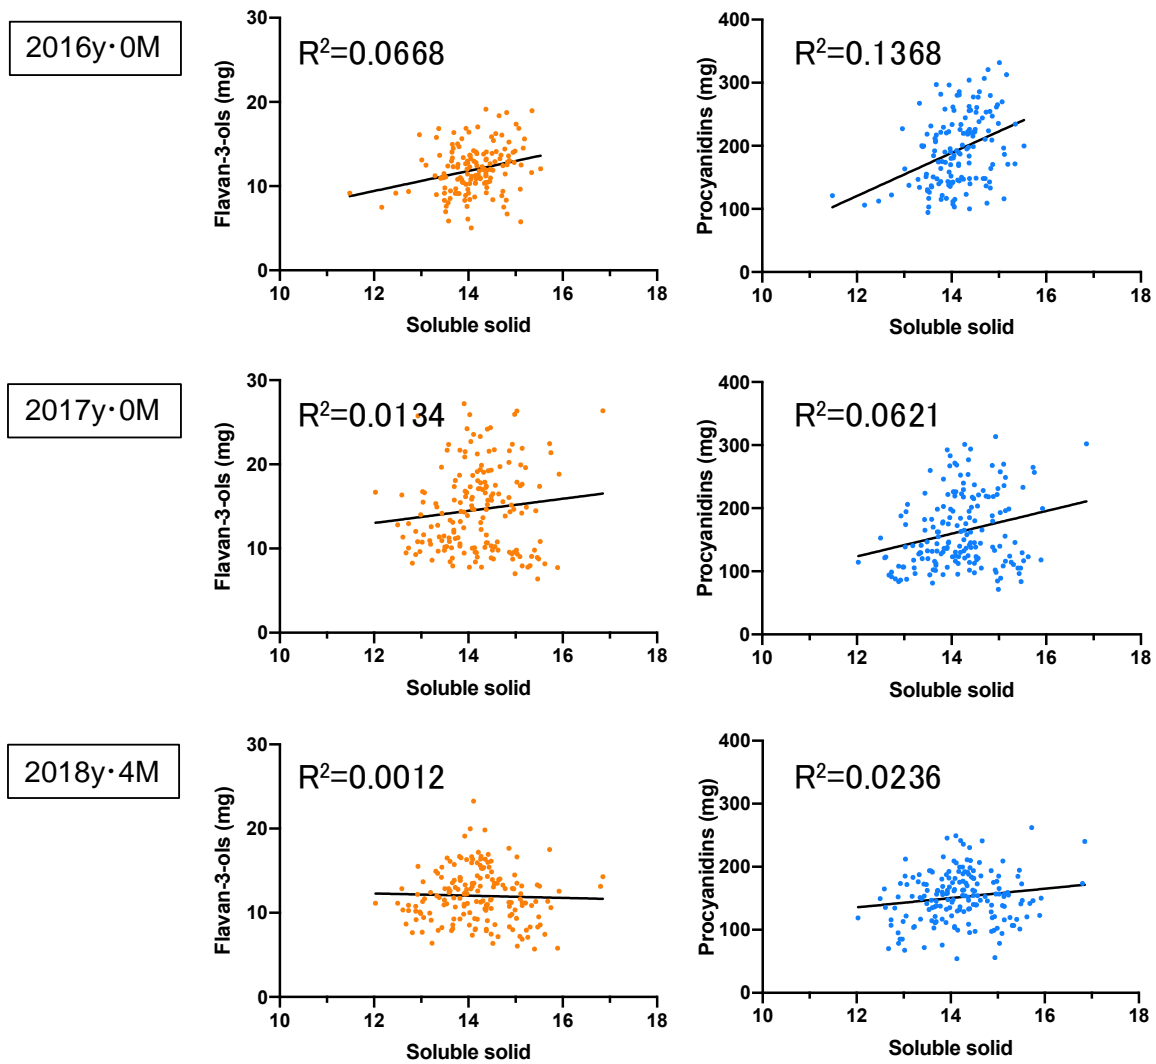 2016y・0M
Flavan-3-ols (mg)
30
20
10
0
R²=0.0668
10 12 14 16 18
Soluble solid
Procyanidins (mg)
400
300
200
100
0
R²=0.1368
10 12 14 16 18
Soluble solid
2017y・0M
Flavan-3-ols (mg)
30
20
10
0
R²=0.0134
10 12 14 16 18
Soluble solid
Procyanidins (mg)
400
300
200
100
0
R²=0.0621
10 12 14 16 18
Soluble solid
2018y・4M
Flavan-3-ols (mg)
30
20
10
0
R²=0.0012
10 12 14 16 18
Soluble solid
Procyanidins (mg)
400
300
200
100
0
R²=0.0236
10 12 14 16 18
Soluble solid